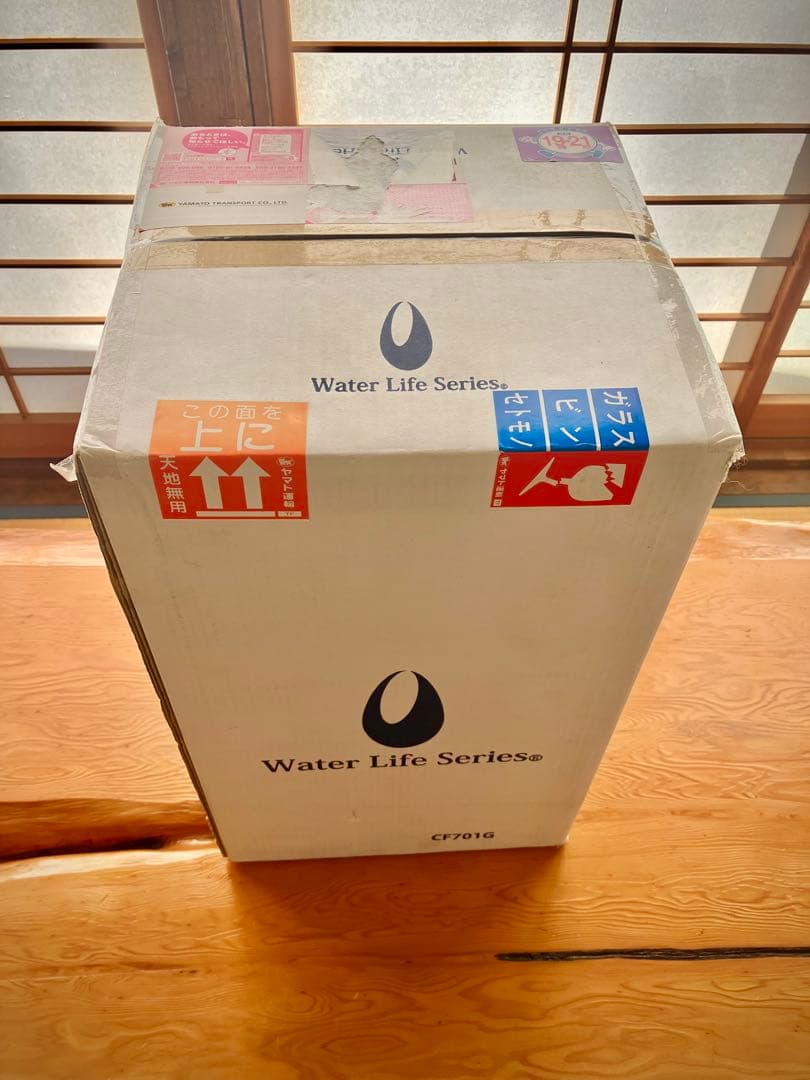 YAMATO TRANSPORT CO., LTD.
19-21
Water Life Series®
この面を
上に
天地無用
ヤマト運輸
ガラス
ビン
セトモノ
ヤマト運輸
Water Life Series®
CF701G